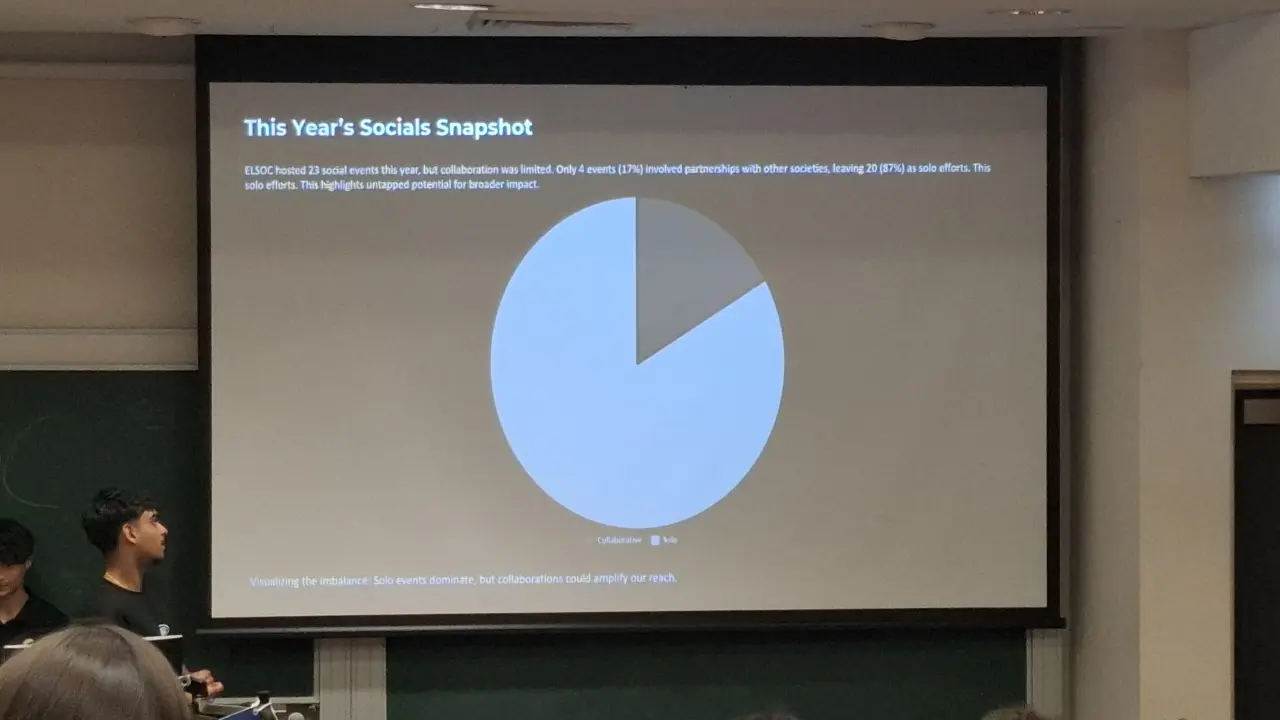 This Year's Socials Snapshot
ELSOC hosted 23 social events this year, but collaboration was limited. Only 4 events (17%) involved partnerships with other societies, leaving 20 (87%) as solo efforts. This
solo efforts. This highlights untapped potential for broader impact.
Collaborative Solo
Visualizing the imbalance: Solo events dominate, but collaborations could amplify our reach.